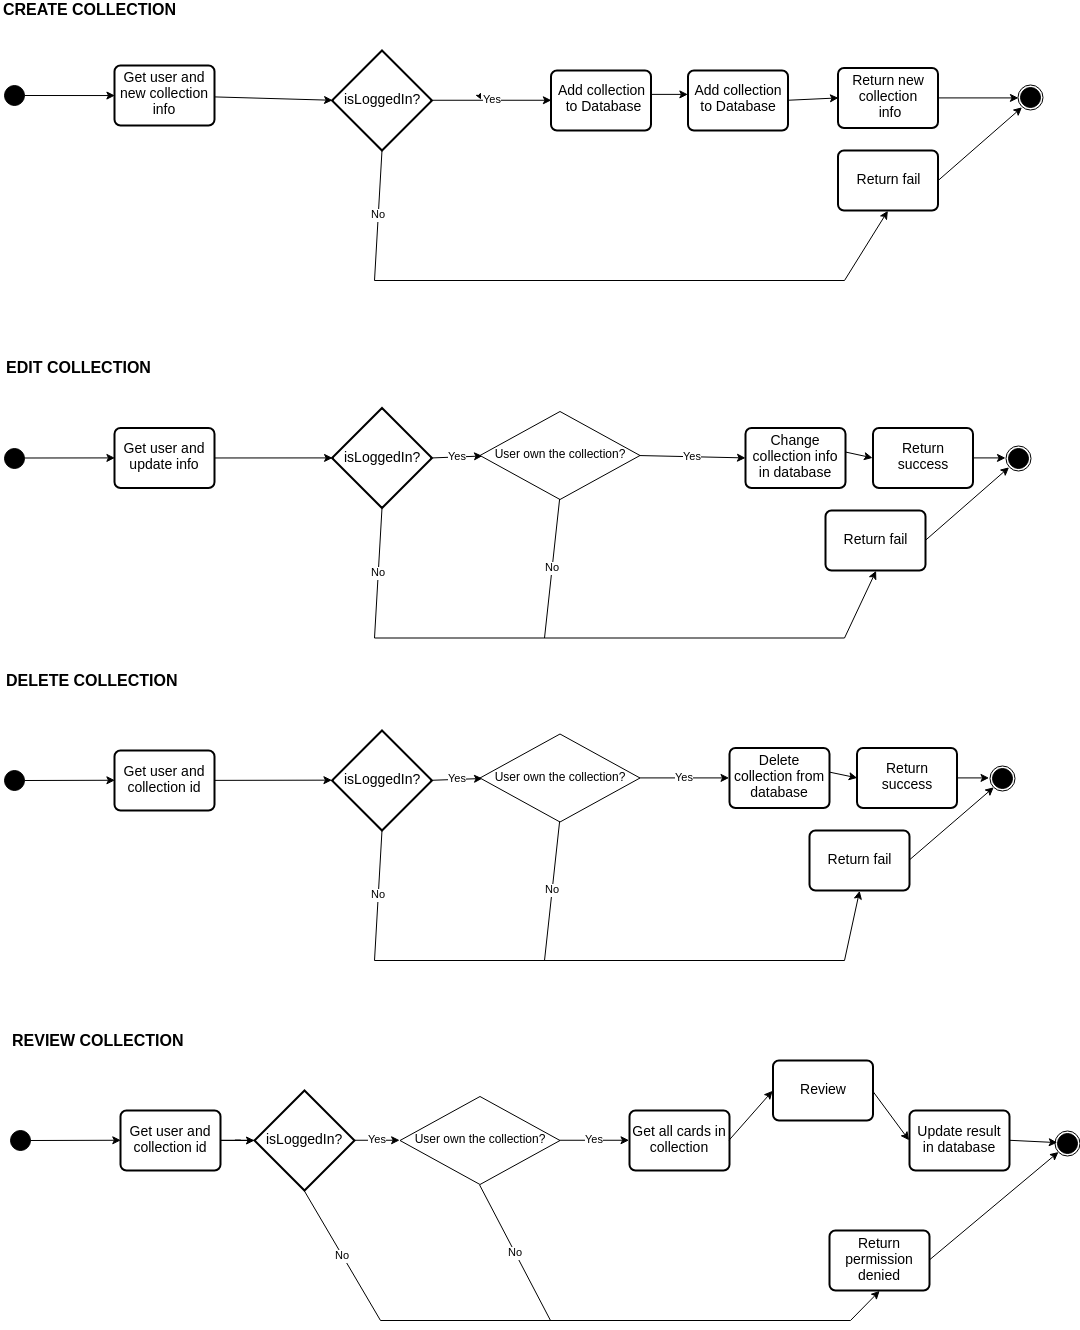 CREATE COLLECTION
Get user and
new collection
info
isLoggedIn?
Yes
Add collection
to Database
Add collection
to Database
Return new
collection
info
Return fail
No
EDIT COLLECTION
Get user and
update info
isLoggedIn?
Yes
User own the collection?
Yes
Change
collection info
in database
Return
success
Return fail
No
No
DELETE COLLECTION
Get user and
collection id
isLoggedIn?
Yes
User own the collection?
Yes
Delete
collection from
database
Return
success
Return fail
No
No
REVIEW COLLECTION
Get user and
collection id
isLoggedIn?
Yes
User own the collection?
Yes
Get all cards in
collection
Review
Update result
in database
No
No
Return
permission
denied